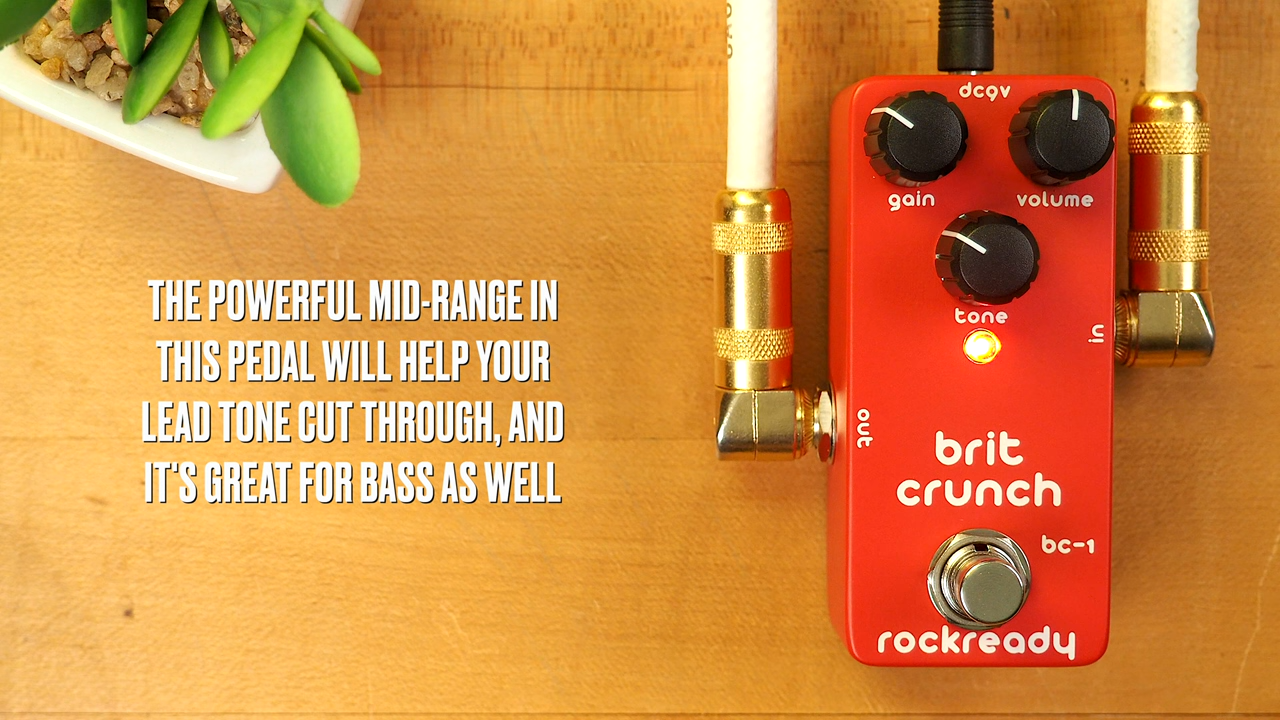 THE POWERFUL MID-RANGE IN
THIS PEDAL WILL HELP YOUR
LEAD TONE CUT THROUGH, AND
IT'S GREAT FOR BASS AS WELL
dc9v
gain
volume
tone
in
out
brit
crunch
bc-1
rockready